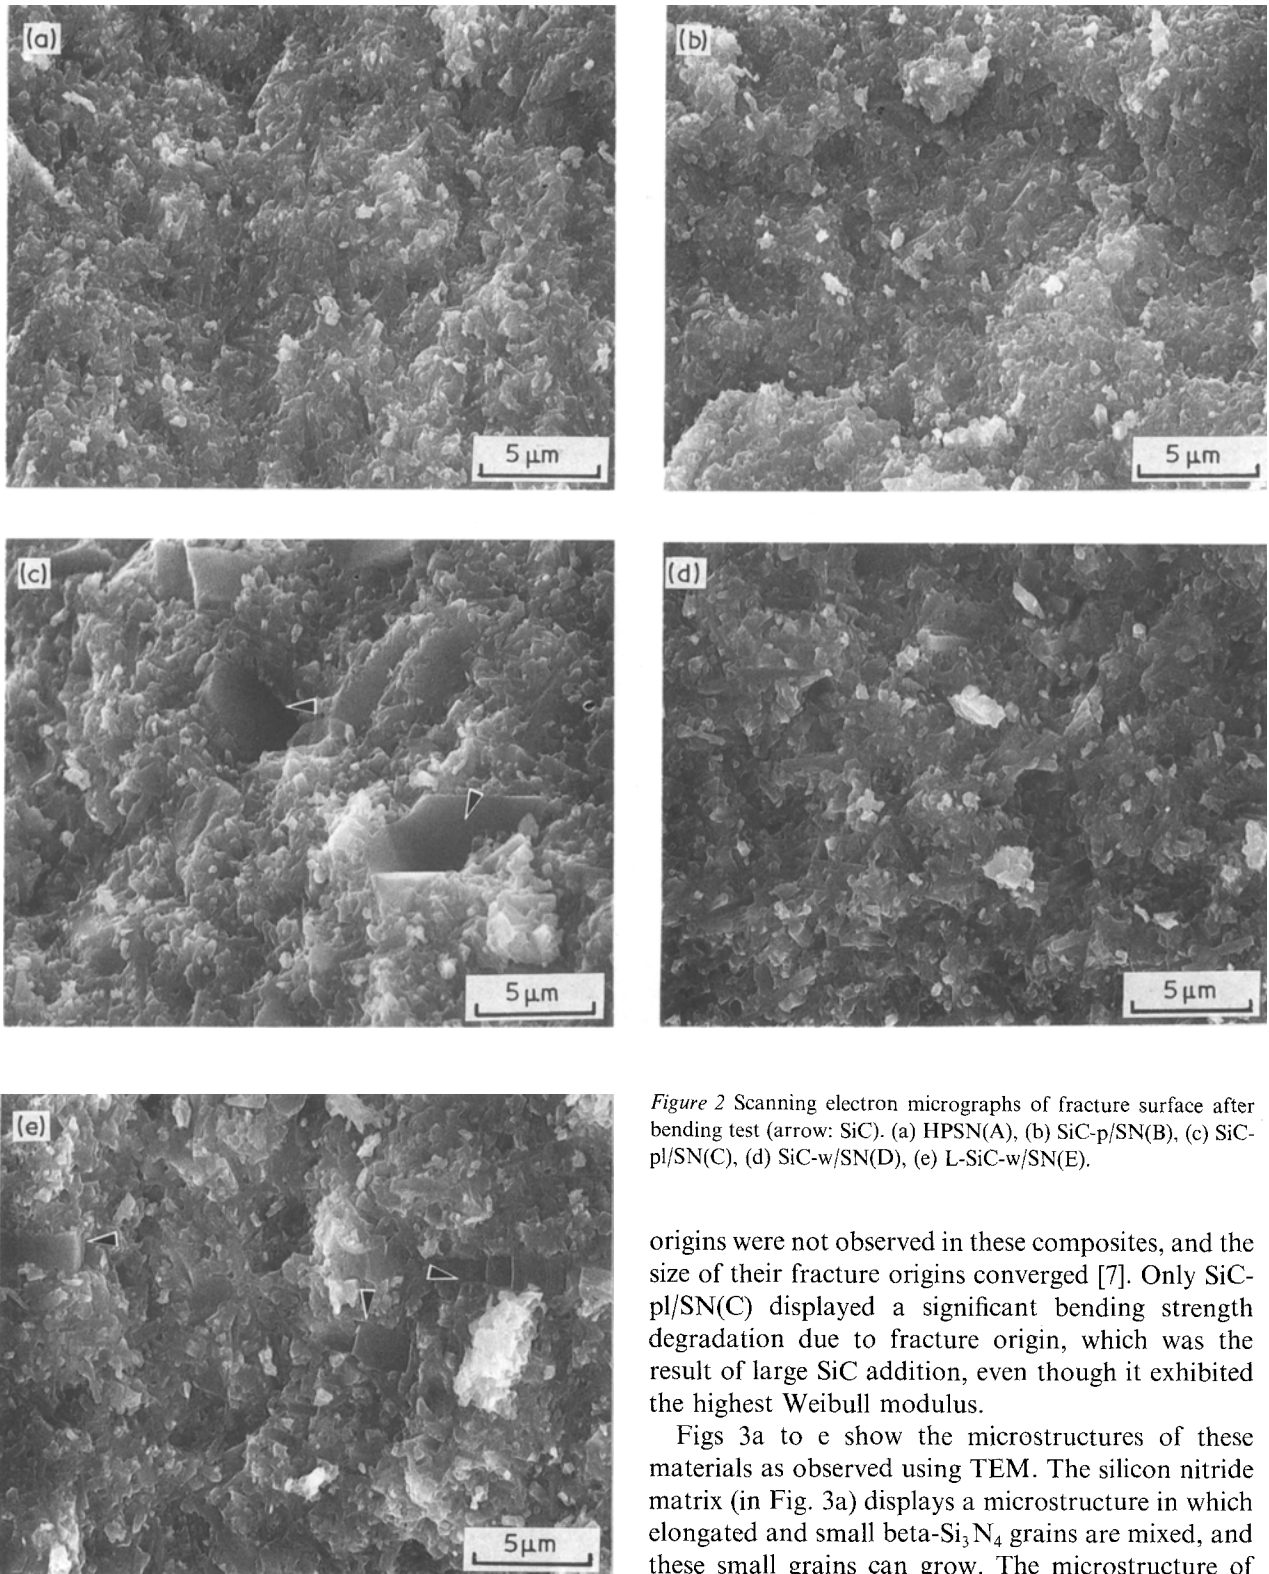 (a)
5 μm
(b)
5 μm
(c)
5 μm
(d)
5 μm
(e)
5 μm
Figure 2 Scanning electron micrographs of fracture surface after
bending test (arrow: SiC). (a) HPSN(A), (b) SiC-p/SN(B), (c) SiC-
pl/SN(C), (d) SiC-w/SN(D), (e) L-SiC-w/SN(E).
origins were not observed in these composites, and the
size of their fracture origins converged [7]. Only SiC-
pl/SN(C) displayed a significant bending strength
degradation due to fracture origin, which was the
result of large SiC addition, even though it exhibited
the highest Weibull modulus.
Figs 3a to e show the microstructures of these
materials as observed using TEM. The silicon nitride
matrix (in Fig. 3a) displays a microstructure in which
elongated and small beta-Si₃N₄ grains are mixed, and
these small grains can grow. The microstructure of